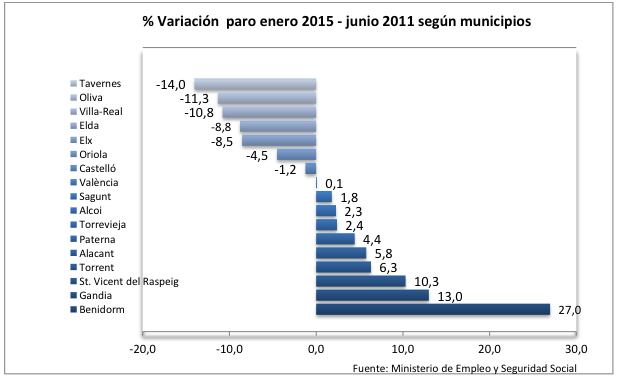 % Variación  paro enero 2015 - junio 2011 según municipios
Tavernes -14,0
Oliva -11,3
Villa-Real -10,8
Elda -8,8
Elx -8,5
Oriola -4,5
Castelló -1,2
València 0,1
Sagunt 1,8
Alcoi 2,3
Torrevieja 2,4
Paterna 4,4
Alacant 5,8
Torrent 6,3
St. Vicent del Raspeig 10,3
Gandia 13,0
Benidorm 27,0
-20,0 -10,0 0,0 10,0 20,0 30,0
Fuente: Ministerio de Empleo y Seguridad Social